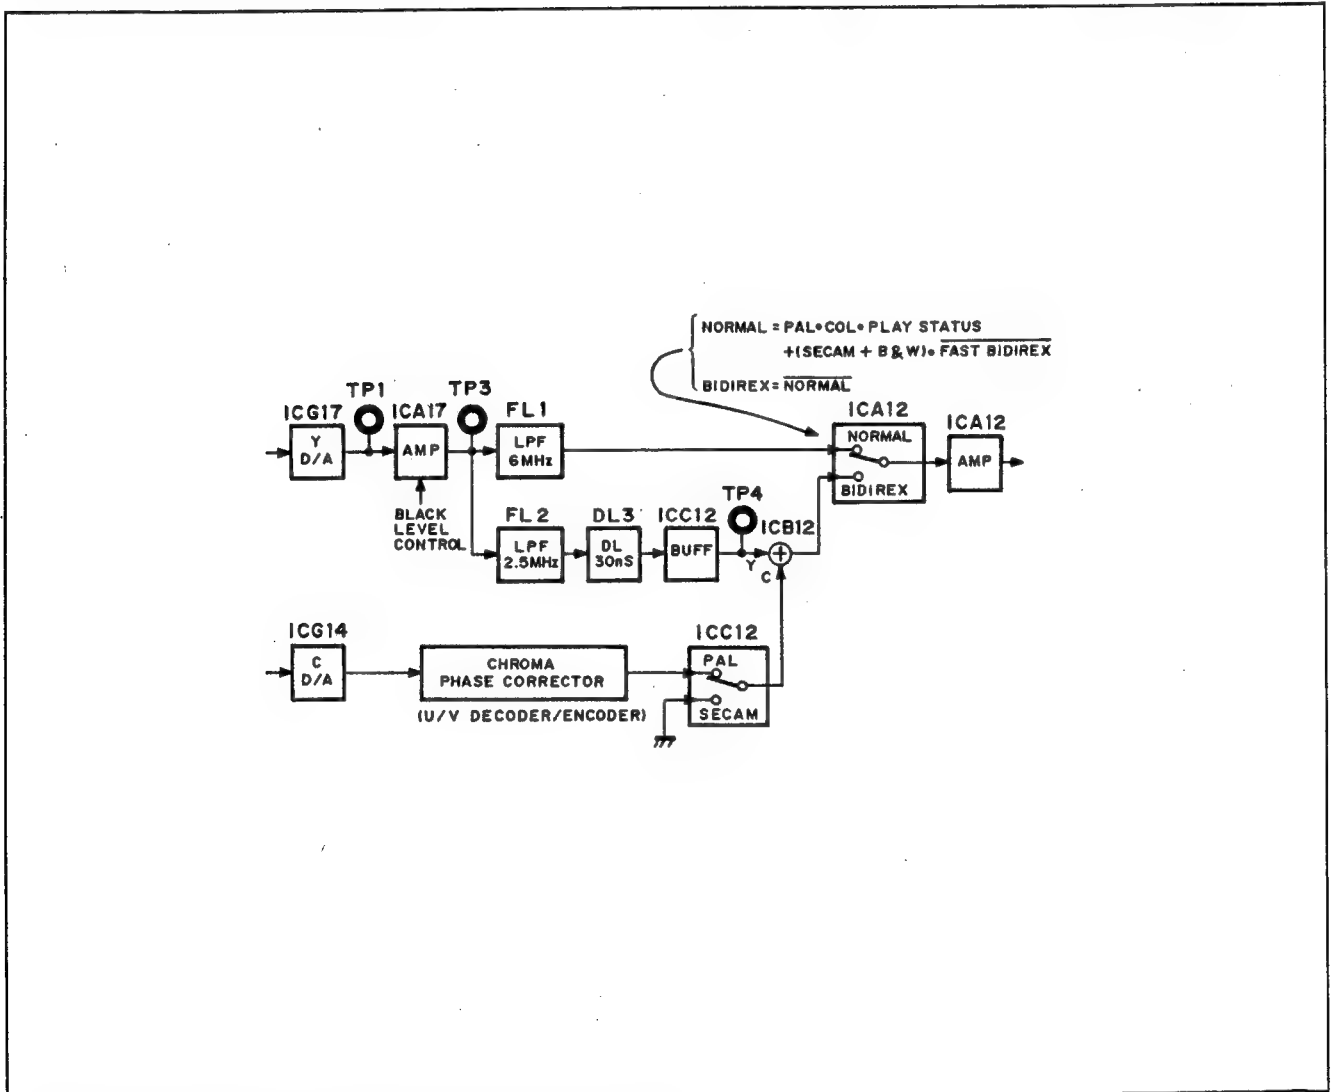 NORMAL = PAL•COL•PLAY STATUS
+(SECAM + B&W)• FAST BIDIREX
BIDIREX = NORMAL
TP1
TP3
ICG17
ICA17
FL1
ICA12
ICA12
Y
D/A
AMP
LPF
6MHz
NORMAL
BIDIREX
AMP
BLACK
LEVEL
CONTROL
FL2
DL3
ICC12
TP4
ICB12
LPF
2.5MHz
DL
30nS
BUFF
Y
+
C
ICG14
ICC12
C
D/A
CHROMA
PHASE CORRECTOR
PAL
SECAM
(U/V DECODER/ENCODER)